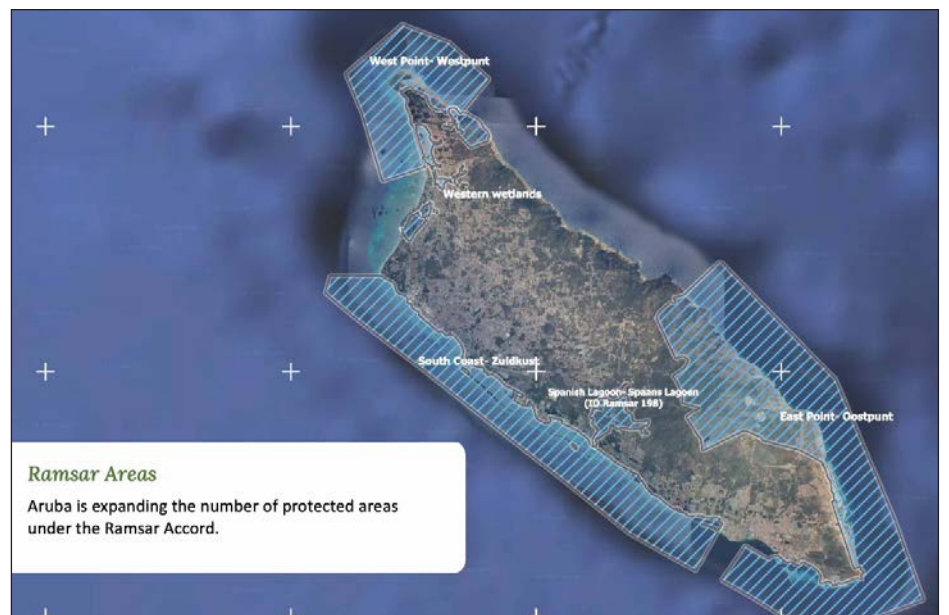 West Point- Westpunt
Western wetlands
South Coast- Zuidkust
Spanish Lagoon- Spaans Lagoen
(ID Ramsar 198)
East Point- Oostpunt
Ramsar Areas
Aruba is expanding the number of protected areas
under the Ramsar Accord.